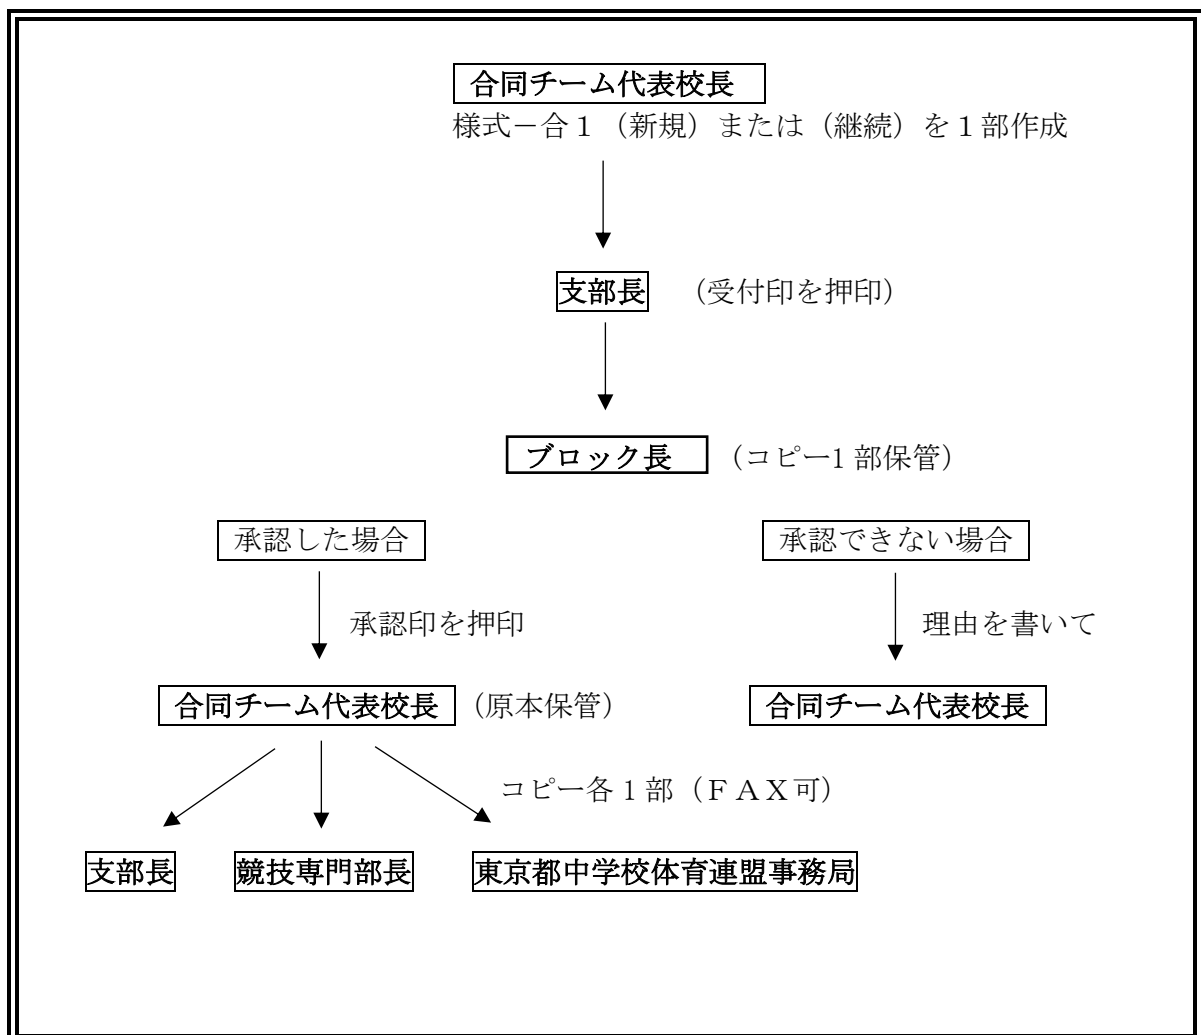 合同チーム代表校長
様式－合１（新規）または（継続）を１部作成
支部長 （受付印を押印）
ブロック長 （コピー1 部保管）
承認した場合 承認できない場合
承認印を押印 理由を書いて
合同チーム代表校長 （原本保管） 合同チーム代表校長
コピー各１部（ＦＡＸ可）
支部長 競技専門部長 東京都中学校体育連盟事務局